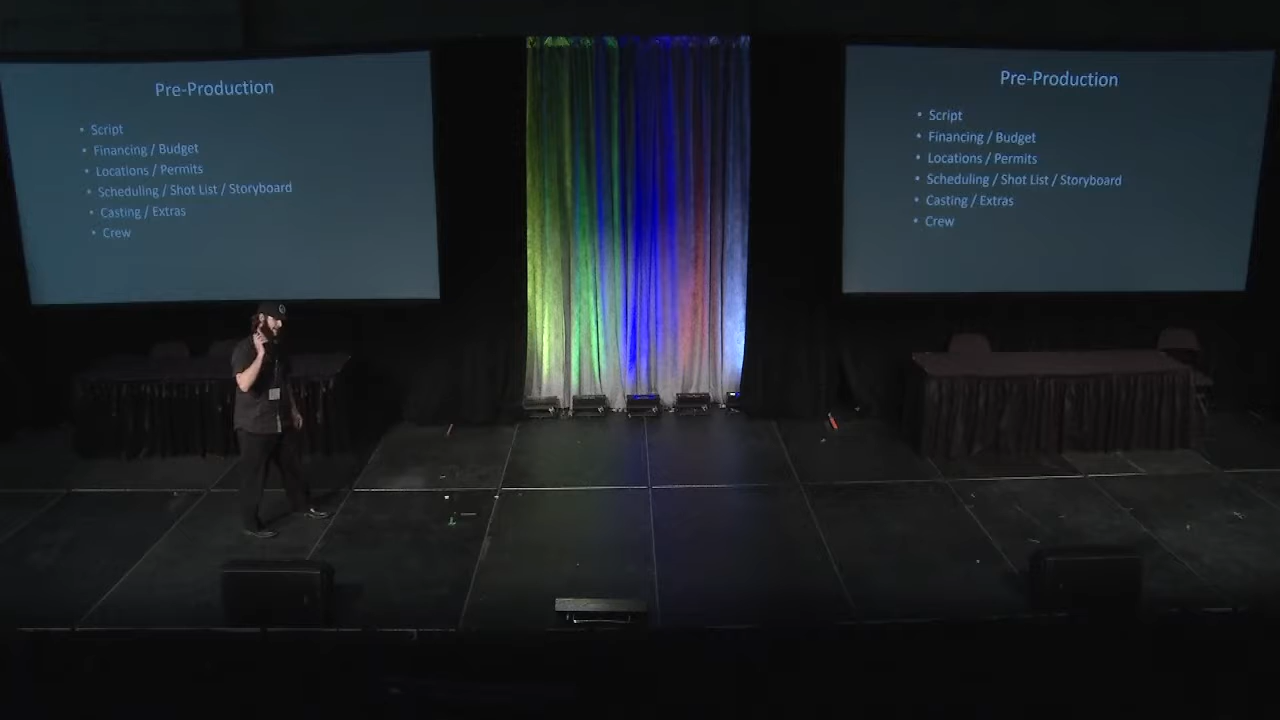 Pre-Production
• Script
• Financing / Budget
• Locations / Permits
• Scheduling / Shot List / Storyboard
• Casting / Extras
• Crew
Pre-Production
• Script
• Financing / Budget
• Locations / Permits
• Scheduling / Shot List / Storyboard
• Casting / Extras
• Crew